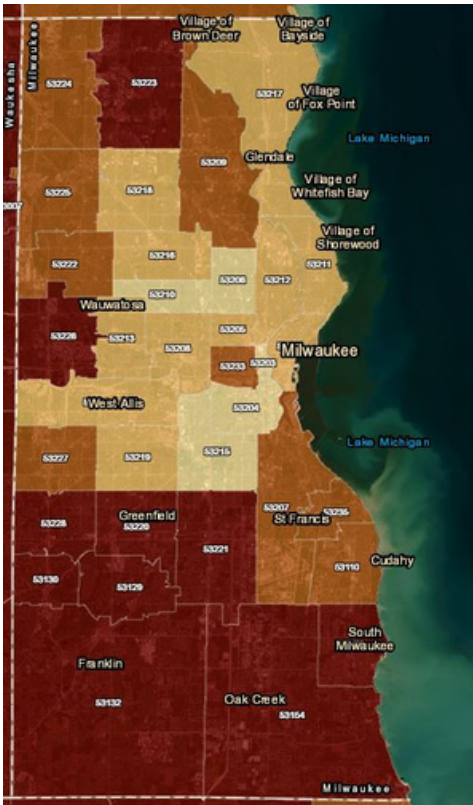 Village of
Brown Deer
Village of
Bayside
Waukesha
Milwaukee
53224
53223
53217
Village
of Fox Point
Lake Michigan
53209
Glendale
53225
53218
Village of
Whitefish Bay
Village of
Shorewood
53222
53216
53206
53212
53211
53210
Wauwatosa
53226
53213
53208
53205
53233
53203
Milwaukee
West Allis
53204
Lake Michigan
53227
53219
53215
53207
53235
St Francis
53228
Greenfield
53220
53221
53110
Cudahy
53130
53129
South
Milwaukee
Franklin
53132
Oak Creek
53154
Milwaukee